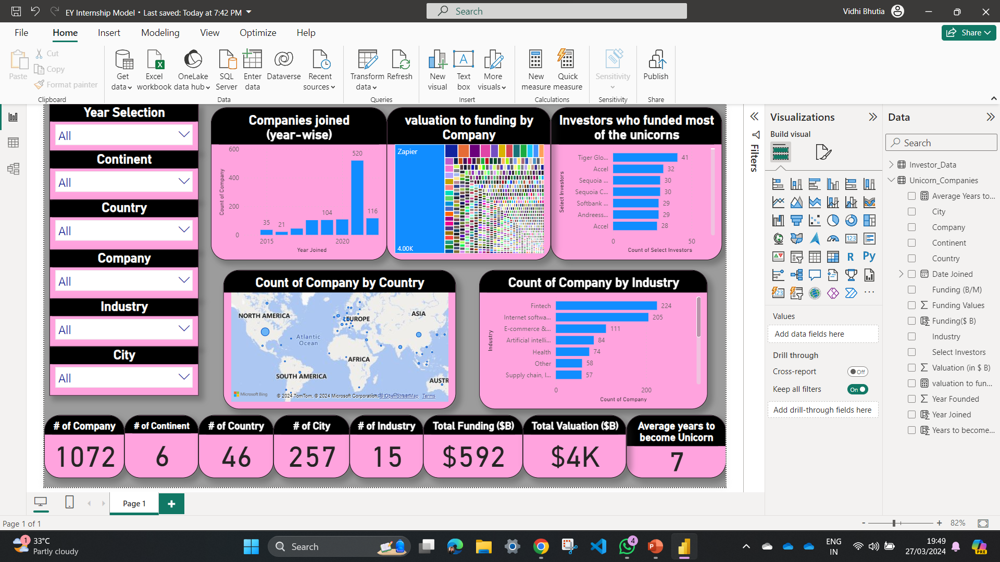 EY Internship Model • Last saved: Today at 7:42 PM
Search
Vidhi Bhutia
File
Home
Insert
Modeling
View
Optimize
Help
Share
Paste
Cut
Copy
Format painter
Clipboard
Get
data
Excel
workbook
OneLake
data hub
SQL
Server
Enter
data
Dataverse
Recent
sources
Data
Transform
data
Refresh
Queries
New
visual
Text
box
More
visuals
Insert
New
measure
Quick
measure
Calculations
Sensitivity
Sensitivity
Publish
Share
Year Selection
All
Continent
All
Country
All
Company
All
Industry
All
City
All
Companies joined
(year-wise)
Count of Company
600
400
200
0
35
21
104
520
116
2015
2020
Year Joined
valuation to funding by
Company
Zapier
4.00K
Investors who funded most
of the unicorns
Select Investors
Tiger Glo... 41
Accel 32
Sequoia ... 30
Sequoia C... 30
Softbank ... 29
Andreess... 29
Accel 28
0 50
Count of Select Investors
Count of Company by Country
NORTH AMERICA
EUROPE
ASIA
Atlantic
Ocean
AFRICA
SOUTH AMERICA
AUSTR
Microsoft Bing
© 2024 TomTom, © 2024 Microsoft Corporation, © OpenStreetMap Terms
Count of Company by Industry
Industry
Fintech 224
Internet softwa... 205
E-commerce &... 111
Artificial intelli... 84
Health 74
Other 58
Supply chain, l... 57
0 200
Count of Company
# of Company
1072
# of Continent
6
# of Country
46
# of City
257
# of Industry
15
Total Funding ($B)
$592
Total Valuation ($B)
$4K
Average years to
become Unicorn
7
Filters
Visualizations
Build visual
123
R
Py
Values
Add data fields here
Drill through
Cross-report
Off
Keep all filters
On
Add drill-through fields here
Data
Search
Investor_Data
Unicorn_Companies
Average Years to...
City
Company
Continent
Country
Date Joined
Funding (B/M)
Funding Values
Funding($ B)
Industry
Select Investors
Valuation (in $ B)
valuation to fun...
Year Founded
Year Joined
Years to become...
Page 1
Page 1 of 1
- + 82%
1
33°C
Partly cloudy
Search
4
ENG
IN
19:49
27/03/2024
PRE